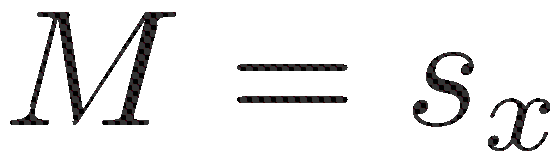 M = s_x